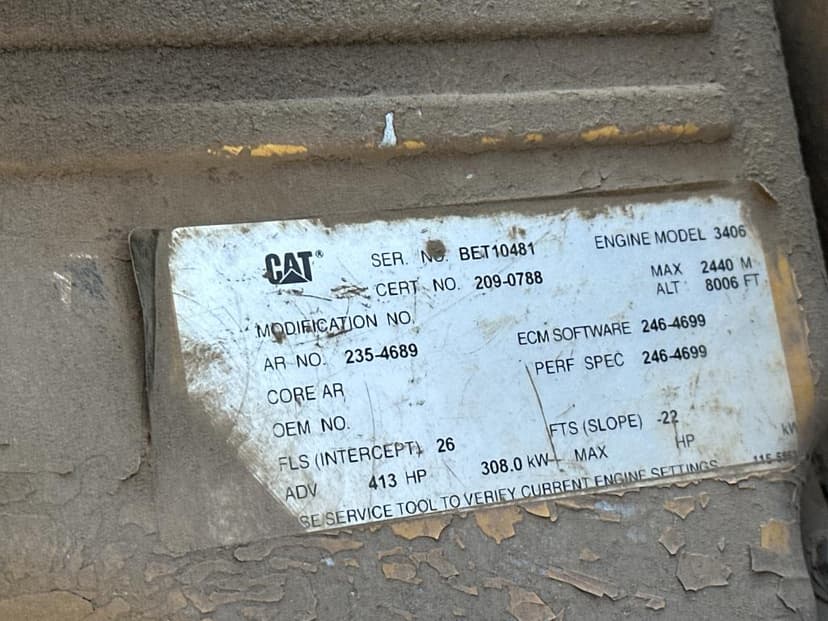 CAT® SER. NO. BET10481 ENGINE MODEL 3406
CERT NO. 209-0788 MAX ALT 2440 M 8006 FT
MODIFICATION NO.
AR NO. 235-4689 ECM SOFTWARE 246-4699
CORE AR PERF SPEC 246-4699
OEM NO.
FLS (INTERCEPT) 26 FTS (SLOPE) -22
ADV 413 HP 308.0 kW MAX HP kW
SE SERVICE TOOL TO VERIFY CURRENT ENGINE SETTINGS